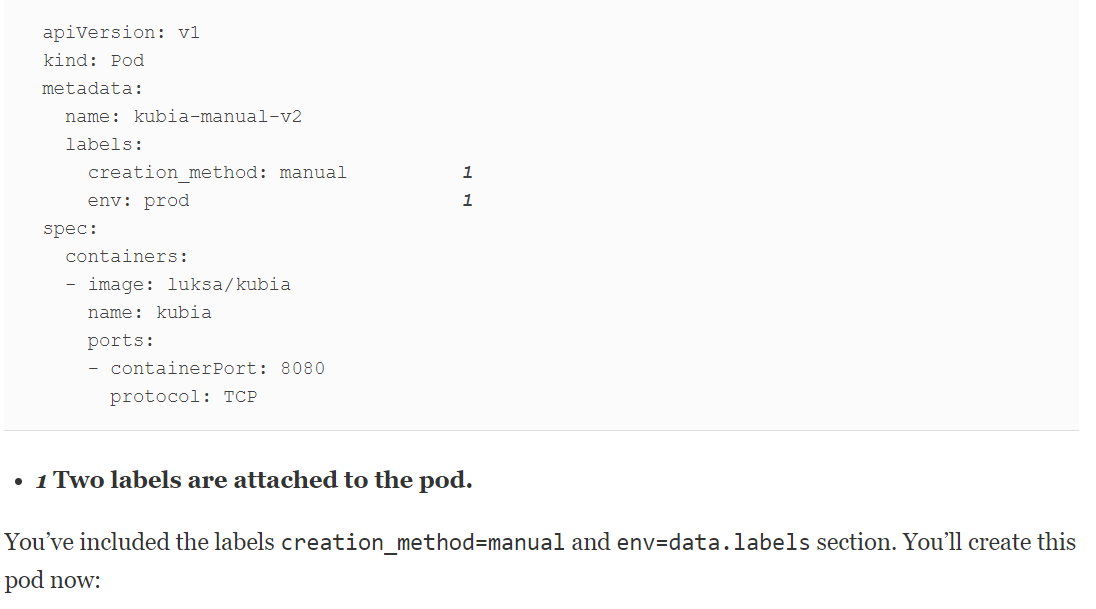 apiVersion: v1
kind: Pod
metadata:
  name: kubia-manual-v2
  labels:
    creation_method: manual 1
    env: prod 1
spec:
  containers:
  - image: luksa/kubia
    name: kubia
    ports:
    - containerPort: 8080
      protocol: TCP
• 1 Two labels are attached to the pod.
You’ve included the labels creation_method=manual and env=data.labels section. You’ll create this
pod now: